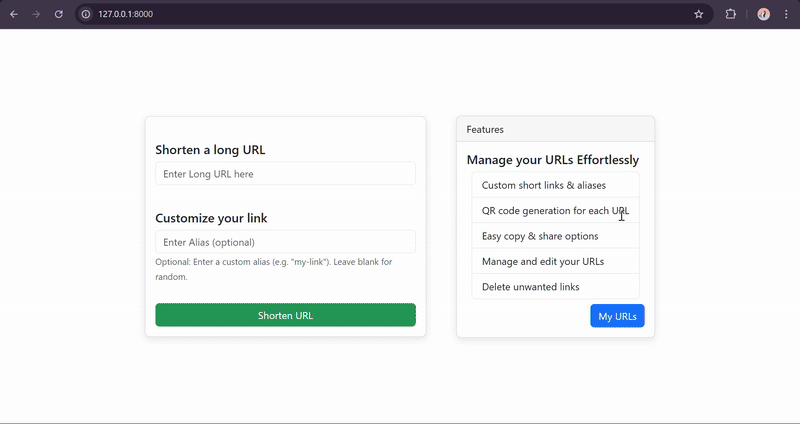 127.0.0.1:8000
Shorten a long URL
Enter Long URL here
Customize your link
Enter Alias (optional)
Optional: Enter a custom alias (e.g. "my-link"). Leave blank for
random.
Shorten URL
Features
Manage your URLs Effortlessly
Custom short links & aliases
QR code generation for each URL
Easy copy & share options
Manage and edit your URLs
Delete unwanted links
My URLs